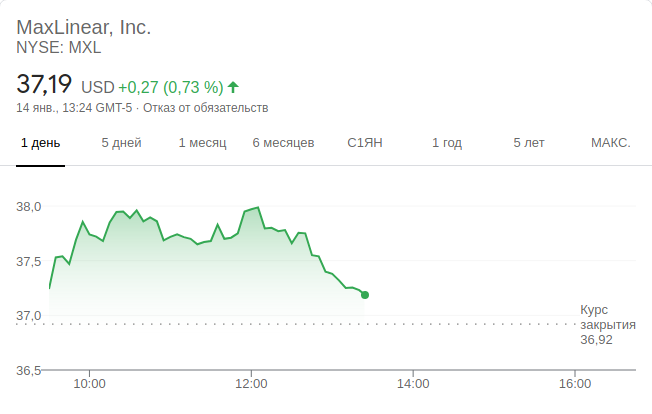 MaxLinear, Inc.
NYSE: MXL
37,19 USD +0,27 (0,73 %)
14 янв., 13:24 GMT-5 · Отказ от обязательств
1 день 5 дней 1 месяц 6 месяцев С1ЯН 1 год 5 лет МАКС.
38,0
37,5
37,0
36,5
Курс
закрытия
36,92
10:00 12:00 14:00 16:00